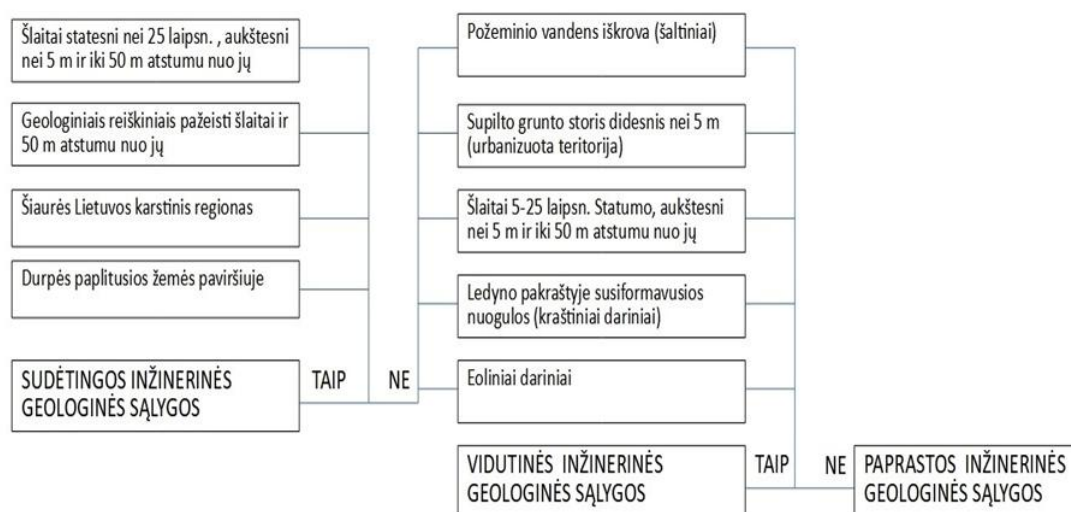 Šlaitai statesni nei 25 laipsn. , aukštesni
nei 5 m ir iki 50 m atstumu nuo jų
Geologiniais reiškiniais pažeisti šlaitai ir
50 m atstumu nuo jų
Šiaurės Lietuvos karstinis regionas
Durpės paplitusios žemės paviršiuje
SUDĖTINGOS INŽINERINĖS
GEOLOGINĖS SĄLYGOS
TAIP
NE
Požeminio vandens iškrova (šaltiniai)
Supilto grunto storis didesnis nei 5 m
(urbanizuota teritorija)
Šlaitai 5-25 laipsn. Statumo, aukštesni
nei 5 m ir iki 50 m atstumu nuo jų
Ledyno pakraštyje susiformavusios
nuogulos (kraštiniai dariniai)
Eoliniai dariniai
VIDUTINĖS INŽINERINĖS
GEOLOGINĖS SĄLYGOS
TAIP
NE
PAPRASTOS INŽINERINĖS
GEOLOGINĖS SĄLYGOS